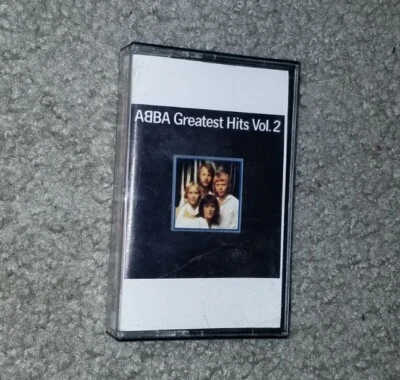 ABBA Greatest Hits Vol. 2